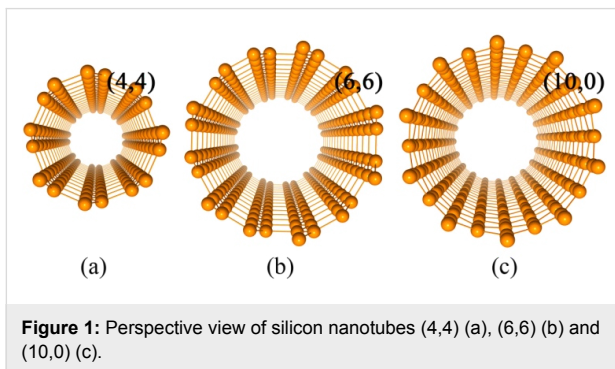 (4,4) (6,6) (10,0)
(a) (b) (c)
Figure 1: Perspective view of silicon nanotubes (4,4) (a), (6,6) (b) and
(10,0) (c).